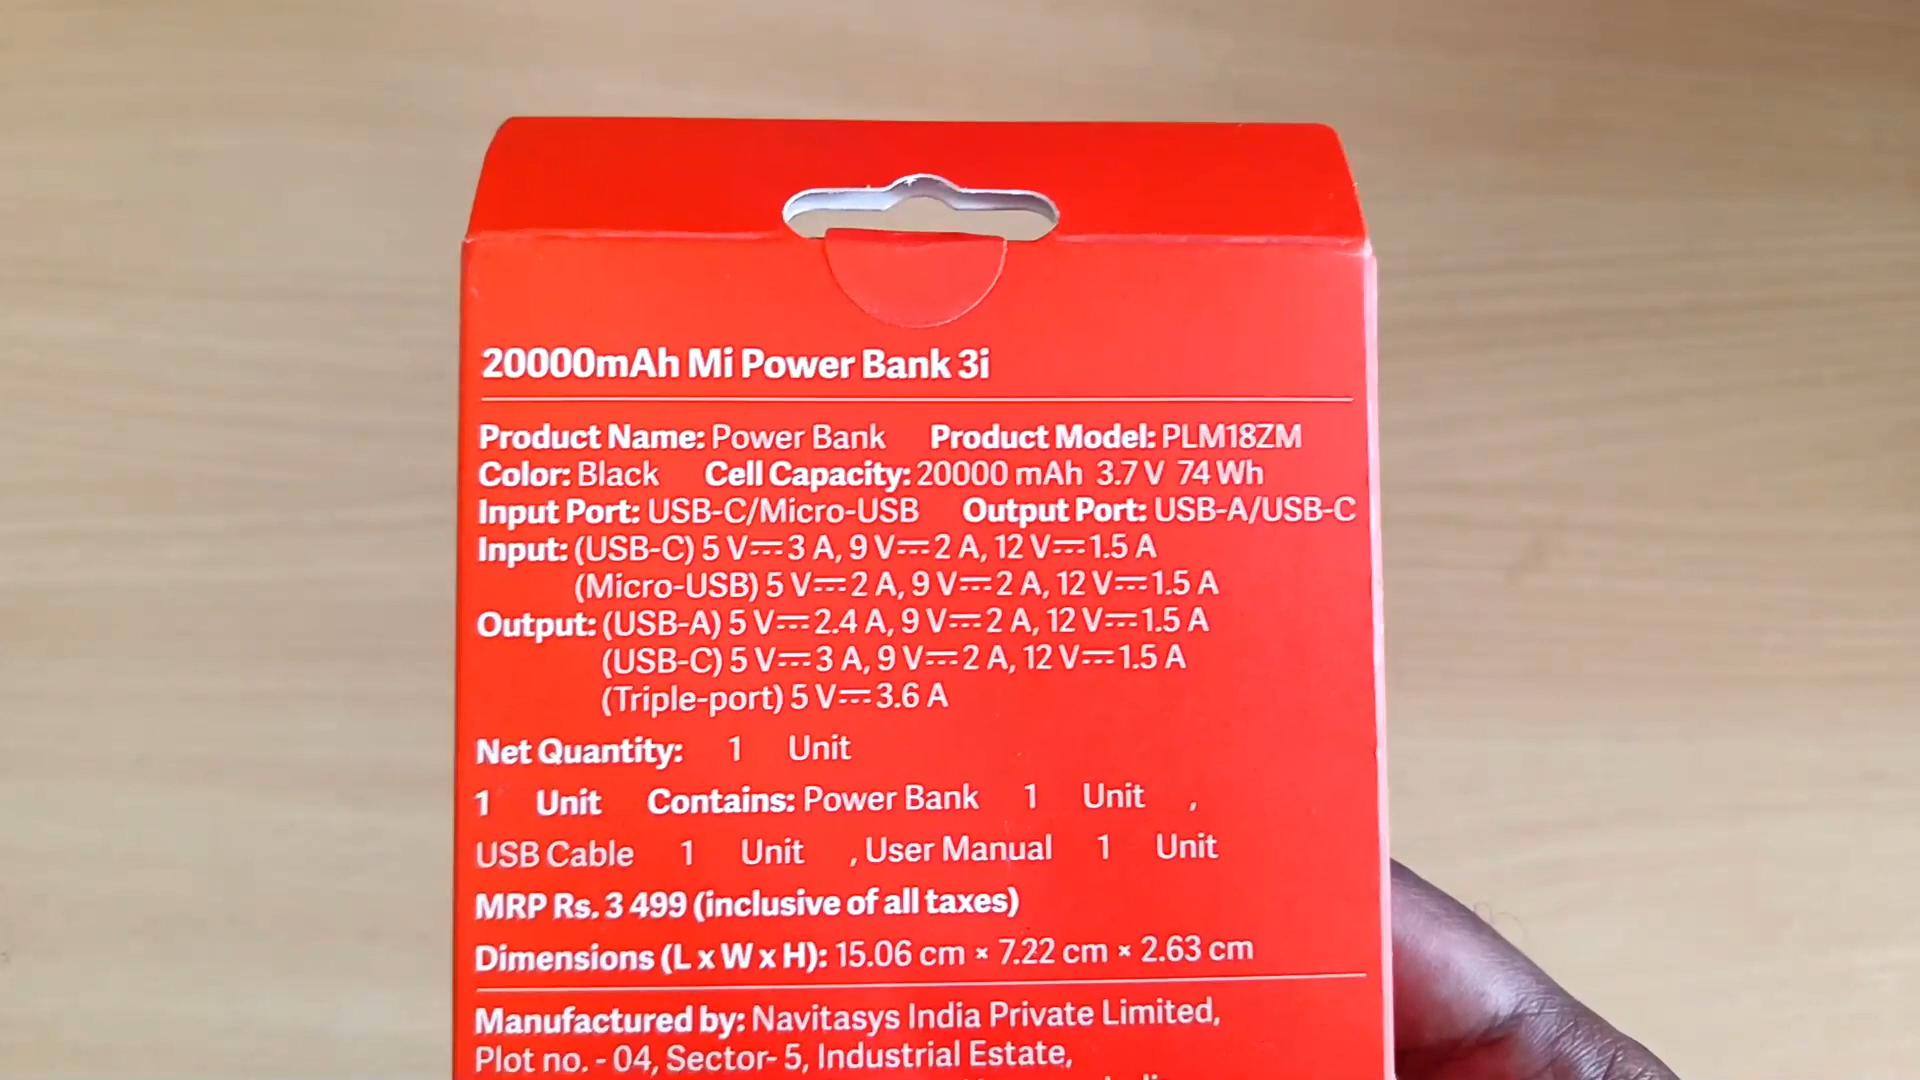 20000mAh Mi Power Bank 3i
Product Name: Power Bank Product Model: PLM18ZM
Color: Black Cell Capacity: 20000 mAh 3.7 V 74 Wh
Input Port: USB-C/Micro-USB Output Port: USB-A/USB-C
Input: (USB-C) 5 V⎓3 A, 9 V⎓2 A, 12 V⎓1.5 A
(Micro-USB) 5 V⎓2 A, 9 V⎓2 A, 12 V⎓1.5 A
Output: (USB-A) 5 V⎓2.4 A, 9 V⎓2 A, 12 V⎓1.5 A
(USB-C) 5 V⎓3 A, 9 V⎓2 A, 12 V⎓1.5 A
(Triple-port) 5 V⎓3.6 A
Net Quantity: 1 Unit
1 Unit Contains: Power Bank 1 Unit ,
USB Cable 1 Unit , User Manual 1 Unit
MRP Rs. 3 499 (inclusive of all taxes)
Dimensions (L x W x H): 15.06 cm × 7.22 cm × 2.63 cm
Manufactured by: Navitasys India Private Limited,
Plot no. - 04, Sector- 5, Industrial Estate,